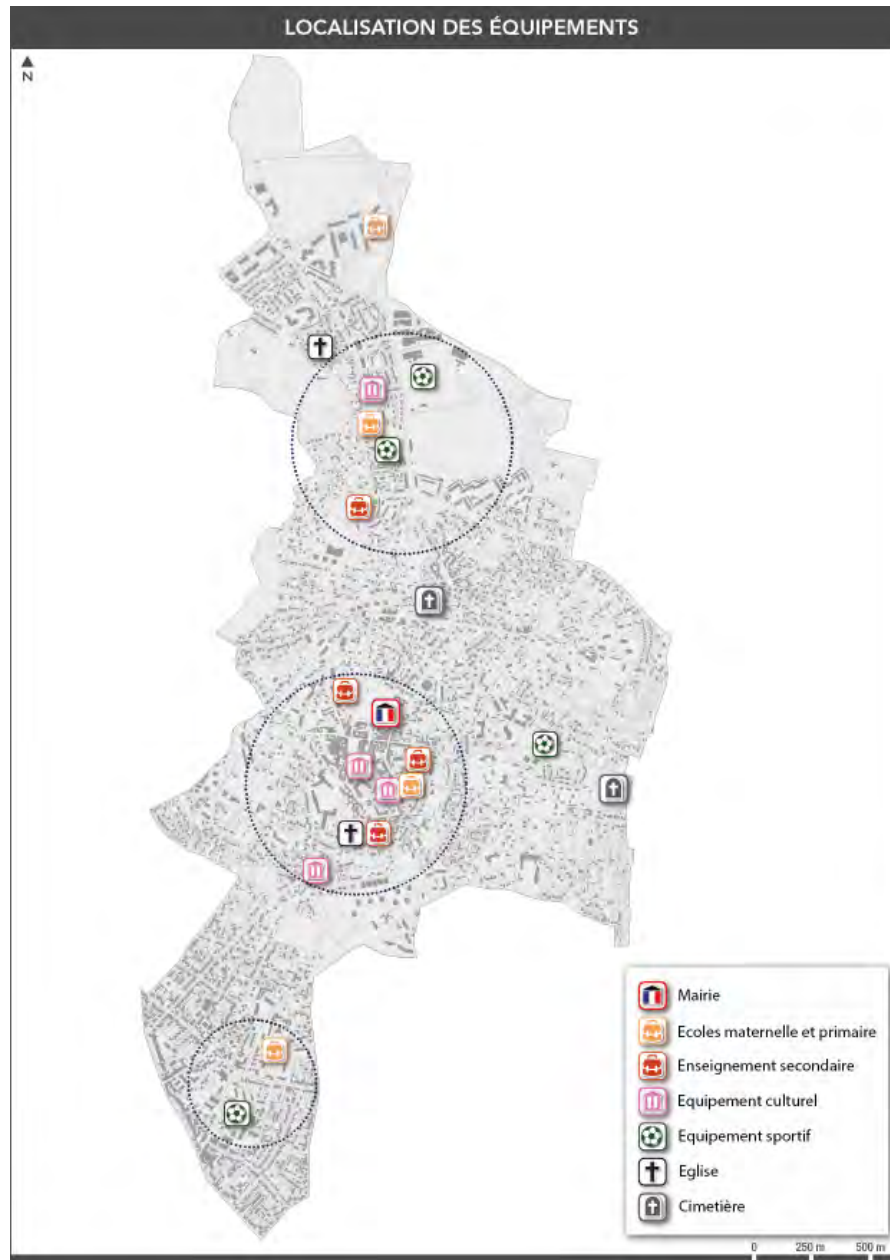 LOCALISATION DES ÉQUIPEMENTS
N
Mairie
Ecoles maternelle et primaire
Enseignement secondaire
Equipement culturel
Equipement sportif
Eglise
Cimetière
0 250 m 500 m